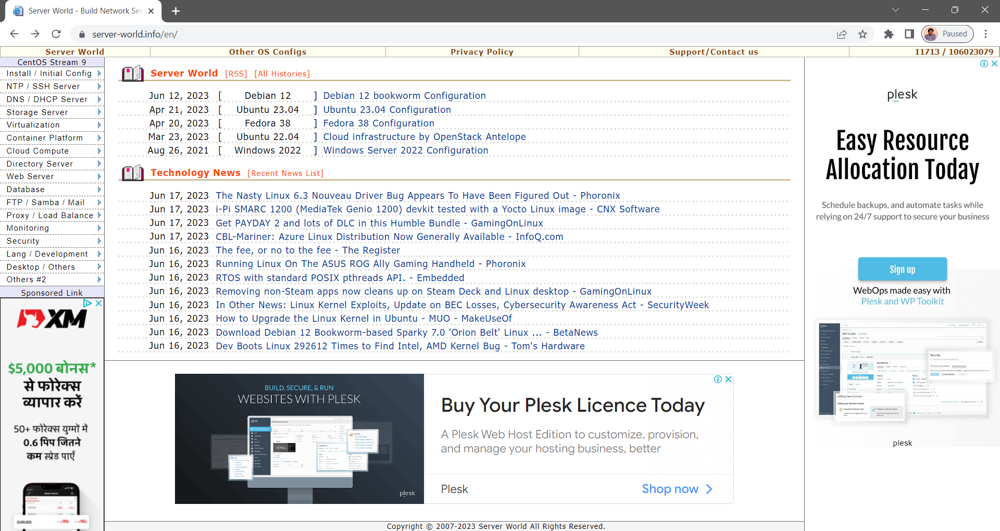 Server World - Build Network Ser
server-world.info/en/
Paused
Server World
Other OS Configs
Privacy Policy
Support/Contact us
11713 / 106023079
CentOS Stream 9
Install / Initial Config
NTP / SSH Server
DNS / DHCP Server
Storage Server
Virtualization
Container Platform
Cloud Compute
Directory Server
Web Server
Database
FTP / Samba / Mail
Proxy / Load Balance
Monitoring
Security
Lang / Development
Desktop / Others
Others #2
Sponsored Link
XM
$5,000 बोनस*
से फोरेक्स
व्यापार करें
50+ फोरेक्स युग्मों में
0.6 पिप जितने
कम स्प्रेड पाएँ
EURUSD
Server World [RSS] [All Histories]
Jun 12, 2023 [ Debian 12 ] Debian 12 bookworm Configuration
Apr 21, 2023 [ Ubuntu 23.04 ] Ubuntu 23.04 Configuration
Apr 20, 2023 [ Fedora 38 ] Fedora 38 Configuration
Mar 23, 2023 [ Ubuntu 22.04 ] Cloud infrastructure by OpenStack Antelope
Aug 26, 2021 [ Windows 2022 ] Windows Server 2022 Configuration
Technology News [Recent News List]
Jun 17, 2023 The Nasty Linux 6.3 Nouveau Driver Bug Appears To Have Been Figured Out - Phoronix
Jun 17, 2023 i-Pi SMARC 1200 (MediaTek Genio 1200) devkit tested with a Yocto Linux image - CNX Software
Jun 17, 2023 Get PAYDAY 2 and lots of DLC in this Humble Bundle - GamingOnLinux
Jun 17, 2023 CBL-Mariner: Azure Linux Distribution Now Generally Available - InfoQ.com
Jun 16, 2023 The fee, or no to the fee - The Register
Jun 16, 2023 Running Linux On The ASUS ROG Ally Gaming Handheld - Phoronix
Jun 16, 2023 RTOS with standard POSIX pthreads API. - Embedded
Jun 16, 2023 Removing non-Steam apps now cleans up on Steam Deck and Linux desktop - GamingOnLinux
Jun 16, 2023 In Other News: Linux Kernel Exploits, Update on BEC Losses, Cybersecurity Awareness Act - SecurityWeek
Jun 16, 2023 How to Upgrade the Linux Kernel in Ubuntu - MUO - MakeUseOf
Jun 16, 2023 Download Debian 12 Bookworm-based Sparky 7.0 'Orion Belt' Linux ... - BetaNews
Jun 16, 2023 Dev Boots Linux 292612 Times to Find Intel, AMD Kernel Bug - Tom's Hardware
BUILD, SECURE, & RUN
WEBSITES WITH PLESK
plesk
Buy Your Plesk Licence Today
A Plesk Web Host Edition to customize, provision,
and manage your hosting business, better
Plesk
Shop now
Copyright © 2007-2023 Server World All Rights Reserved.
plesk
Easy Resource
Allocation Today
Schedule backups, and automate tasks while
relying on 24/7 support to secure your business
Sign up
WebOps made easy with
Plesk and WP Toolkit
plesk
WP Toolkit
My Website
Security
Adding New Domain
Select your domain name
plesk